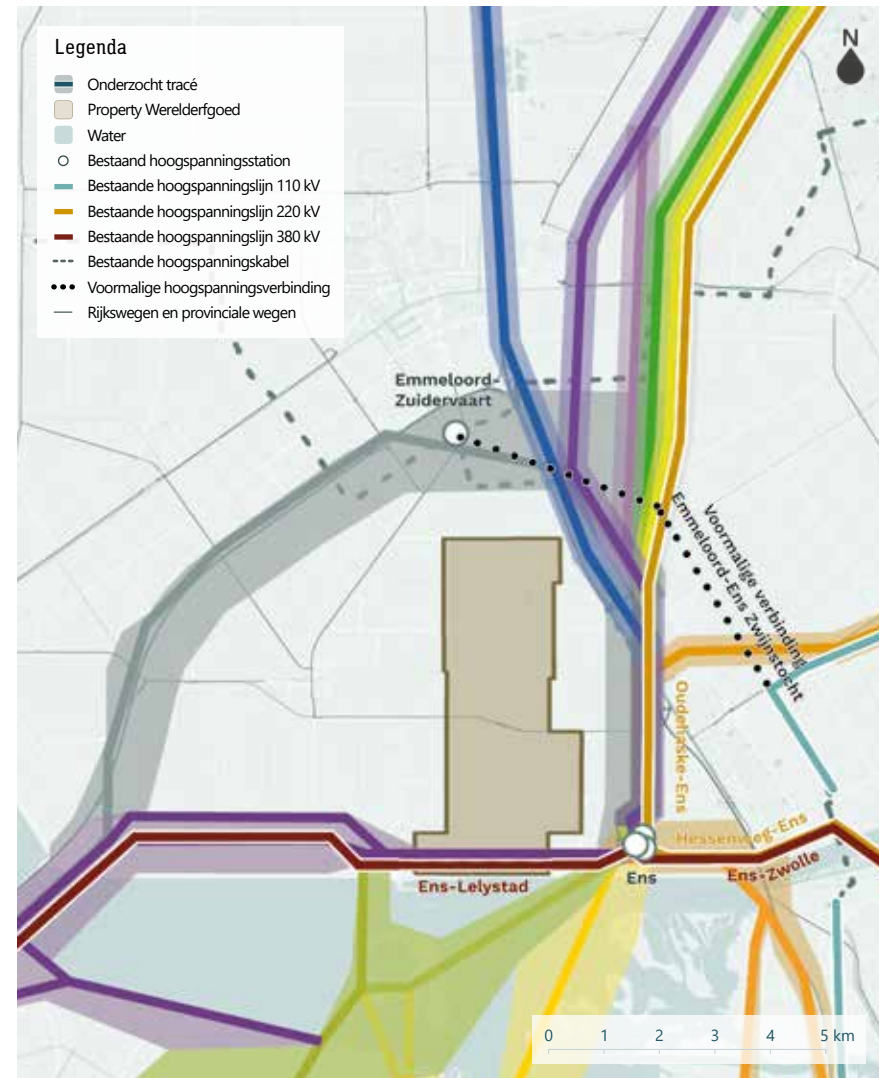 Legenda
Onderzocht tracé
Property Werelderfgoed
Water
Bestaand hoogspanningsstation
Bestaande hoogspanningslijn 110 kV
Bestaande hoogspanningslijn 220 kV
Bestaande hoogspanningslijn 380 kV
Bestaande hoogspanningskabel
Voormalige hoogspanningsverbinding
Rijkswegen en provinciale wegen
N
Emmeloord-
Zuidervaart
Voormalige verbinding
Emmeloord-Ens Zwijnstocht
Oudehaske-Ens
Hessenweg-Ens
Ens-Zwolle
Ens
Ens-Lelystad
0 1 2 3 4 5 km